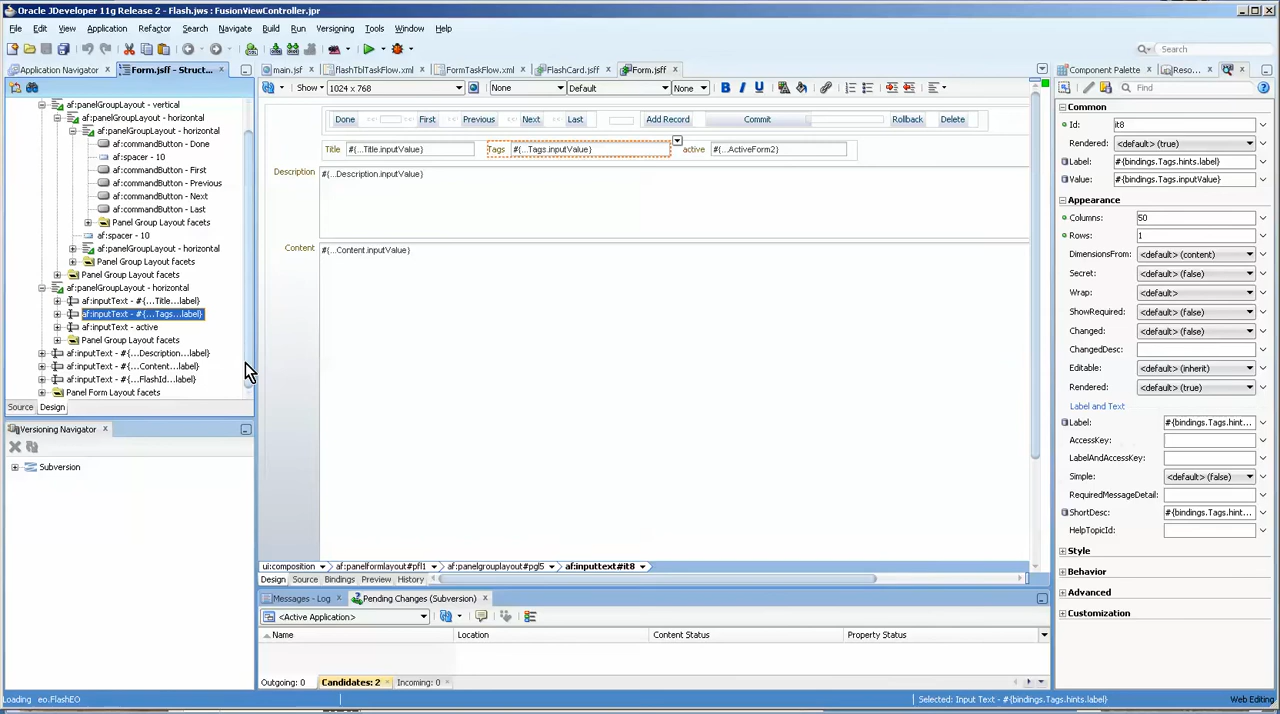 Oracle JDeveloper 11g Release 2 - Flash.jws : FusionViewController.jpr
File Edit View Application Refactor Search Navigate Build Run Versioning Window Help
Search
Application Navigator
Form.jsff - Struct...
main.jsf
flashTblTaskFlow.xml
FormTaskFlow.xml
FlashCard.jsff
Form.jsff
Component Palette
Reso...
Show
1024 x 768
None
Default
None
Find
af:panelGroupLayout - vertical
af:panelGroupLayout - horizontal
af:panelGroupLayout - horizontal
af:commandButton - Done
af:spacer - 10
af:commandButton - First
af:commandButton - Previous
af:commandButton - Next
af:commandButton - Last
Panel Group Layout facets
af:spacer - 10
af:panelGroupLayout - horizontal
Panel Group Layout facets
Panel Group Layout facets
af:panelGroupLayout - horizontal
af:inputText - #{...Title...label}
af:inputText - #{...Tags...label}
af:inputText - active
Panel Group Layout facets
af:inputText - #{...Description...label}
af:inputText - #{...Content...label}
af:inputText - #{...FlashId...label}
Panel Form Layout facets
Source Design
Versioning Navigator
Subversion
Done First Previous Next Last Add Record Commit Rollback Delete
Title #{...Title.inputValue} Tags #{...Tags.inputValue} active #{...ActiveForm2}
Description #{...Description.inputValue}
Content #{...Content.inputValue}
ui:composition af:panelformlayout#pfl1 af:panelgrouplayout#pgl5 af:inputtext#it8
Design Source Bindings Preview History
Messages - Log
Pending Changes (Subversion)
<Active Application>
Name Location Content Status Property Status
Outgoing: 0 Candidates: 2 Incoming: 0
Common
Id: it8
Rendered: <default> (true)
Label: #{bindings.Tags.hints.label}
Value: #{bindings.Tags.inputValue}
Appearance
Columns: 50
Rows: 1
DimensionsFrom: <default> (content)
Secret: <default> (false)
Wrap: <default>
ShowRequired: <default> (false)
Changed: <default> (false)
ChangedDesc:
Editable: <default> (inherit)
Rendered: <default> (true)
Label and Text
Label: #{bindings.Tags.hint...
AccessKey:
LabelAndAccessKey:
Simple: <default> (false)
RequiredMessageDetail:
ShortDesc: #{bindings.Tags.hint...
HelpTopicId:
Style
Behavior
Advanced
Customization
Loading eo.FlashEO
Selected: Input Text - #{bindings.Tags.hints.label}
Web Editing